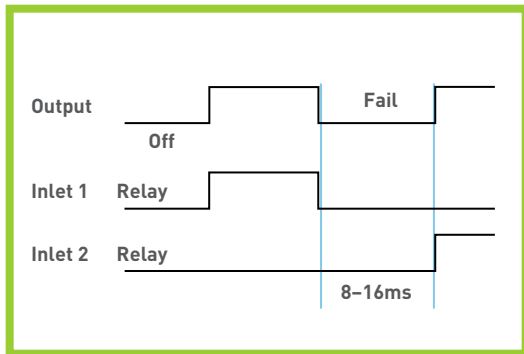 Output
Fail
Off
Inlet 1 Relay
Inlet 2 Relay
8–16ms